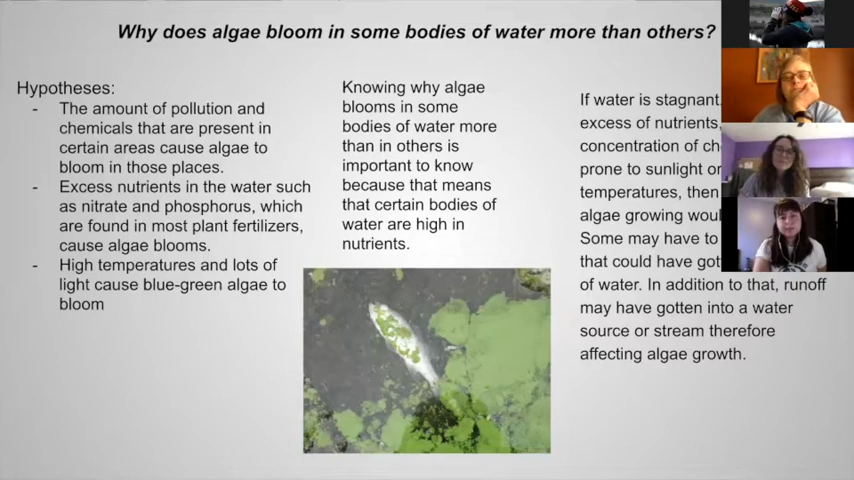 Why does algae bloom in some bodies of water more than others?
Hypotheses:
- The amount of pollution and
chemicals that are present in
certain areas cause algae to
bloom in those places.
- Excess nutrients in the water such
as nitrate and phosphorus, which
are found in most plant fertilizers,
cause algae blooms.
- High temperatures and lots of
light cause blue-green algae to
bloom
Knowing why algae
blooms in some
bodies of water more
than in others is
important to know
because that means
that certain bodies of
water are high in
nutrients.
If water is stagnant.
excess of nutrients,
concentration of
prone to sunlight or
temperatures, then
algae growing
Some may have to
that could have
of water. In addition to that, runoff
may have gotten into a water
source or stream therefore
affecting algae growth.